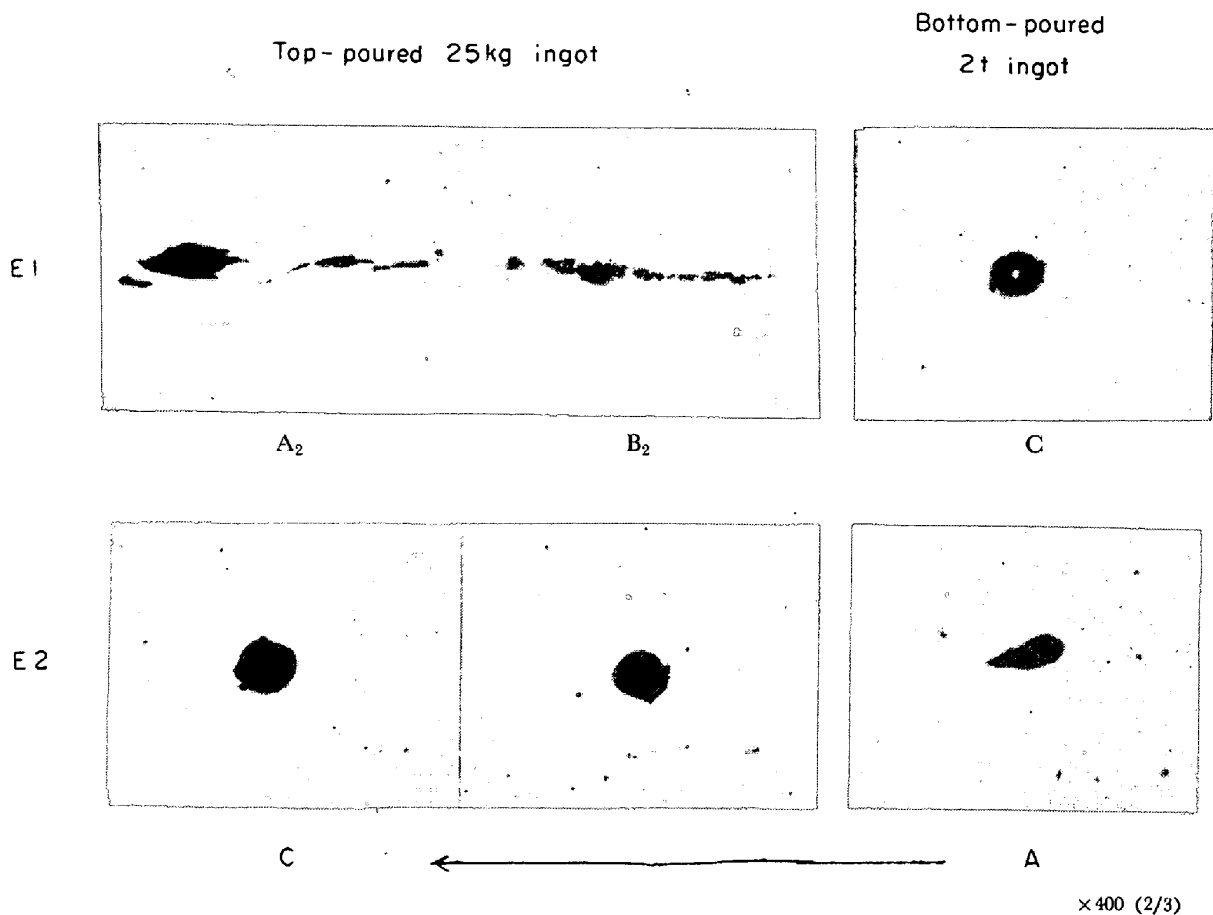 Top-poured 25kg ingot
Bottom-poured
2t ingot
E1
A₂
B₂
C
E2
C
A
×400 (2/3)